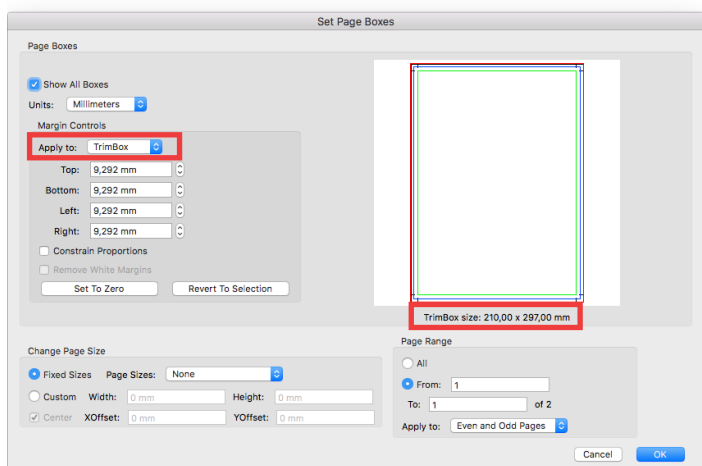 Set Page Boxes
Page Boxes
Show All Boxes
Units: Millimeters
Margin Controls
Apply to: TrimBox
Top: 9,292 mm
Bottom: 9,292 mm
Left: 9,292 mm
Right: 9,292 mm
Constrain Proportions
Remove White Margins
Set To Zero Revert To Selection
TrimBox size: 210,00 x 297,00 mm
Change Page Size
Fixed Sizes Page Sizes: None
Custom Width: 0 mm Height: 0 mm
Center XOffset: 0 mm YOffset: 0 mm
Page Range
All
From: 1
To: 1 of 2
Apply to: Even and Odd Pages
Cancel OK